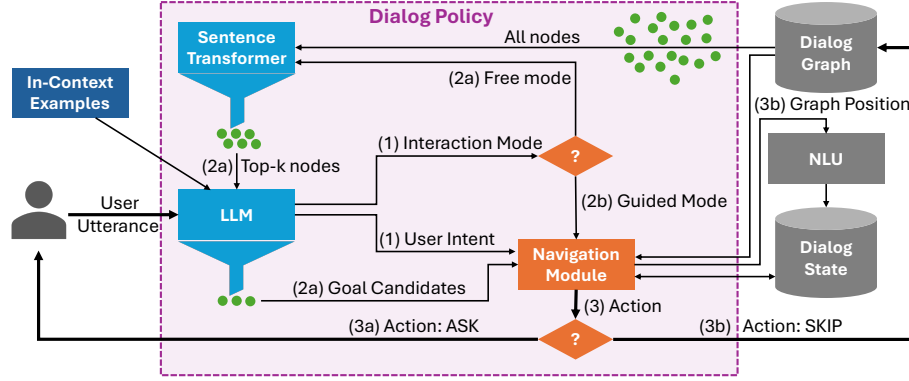 Dialog Policy
Sentence
Transformer
All nodes
Dialog
Graph
(2a) Free mode
In-Context
Examples
(3b) Graph Position
(1) Interaction Mode
?
NLU
(2a) Top-k nodes
User
Utterance
LLM
(2b) Guided Mode
(1) User Intent
Navigation
Module
Dialog
State
(2a) Goal Candidates
(3) Action
(3a) Action: ASK
?
(3b) Action: SKIP